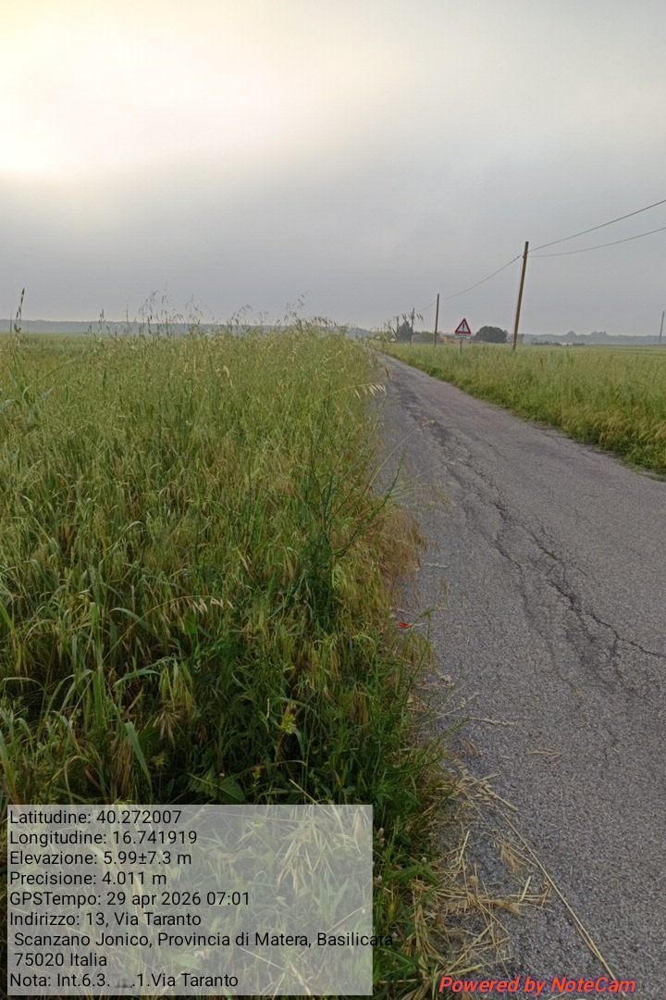 Latitudine: 40.272007
Longitudine: 16.741919
Elevazione: 5.99±7.3 m
Precisione: 4.011 m
GPSTempo: 29 apr 2026 07:01
Indirizzo: 13, Via Taranto
Scanzano Jonico, Provincia di Matera, Basilicata
75020 Italia
Nota: Int.6.3. .1.Via Taranto
Powered by NoteCam